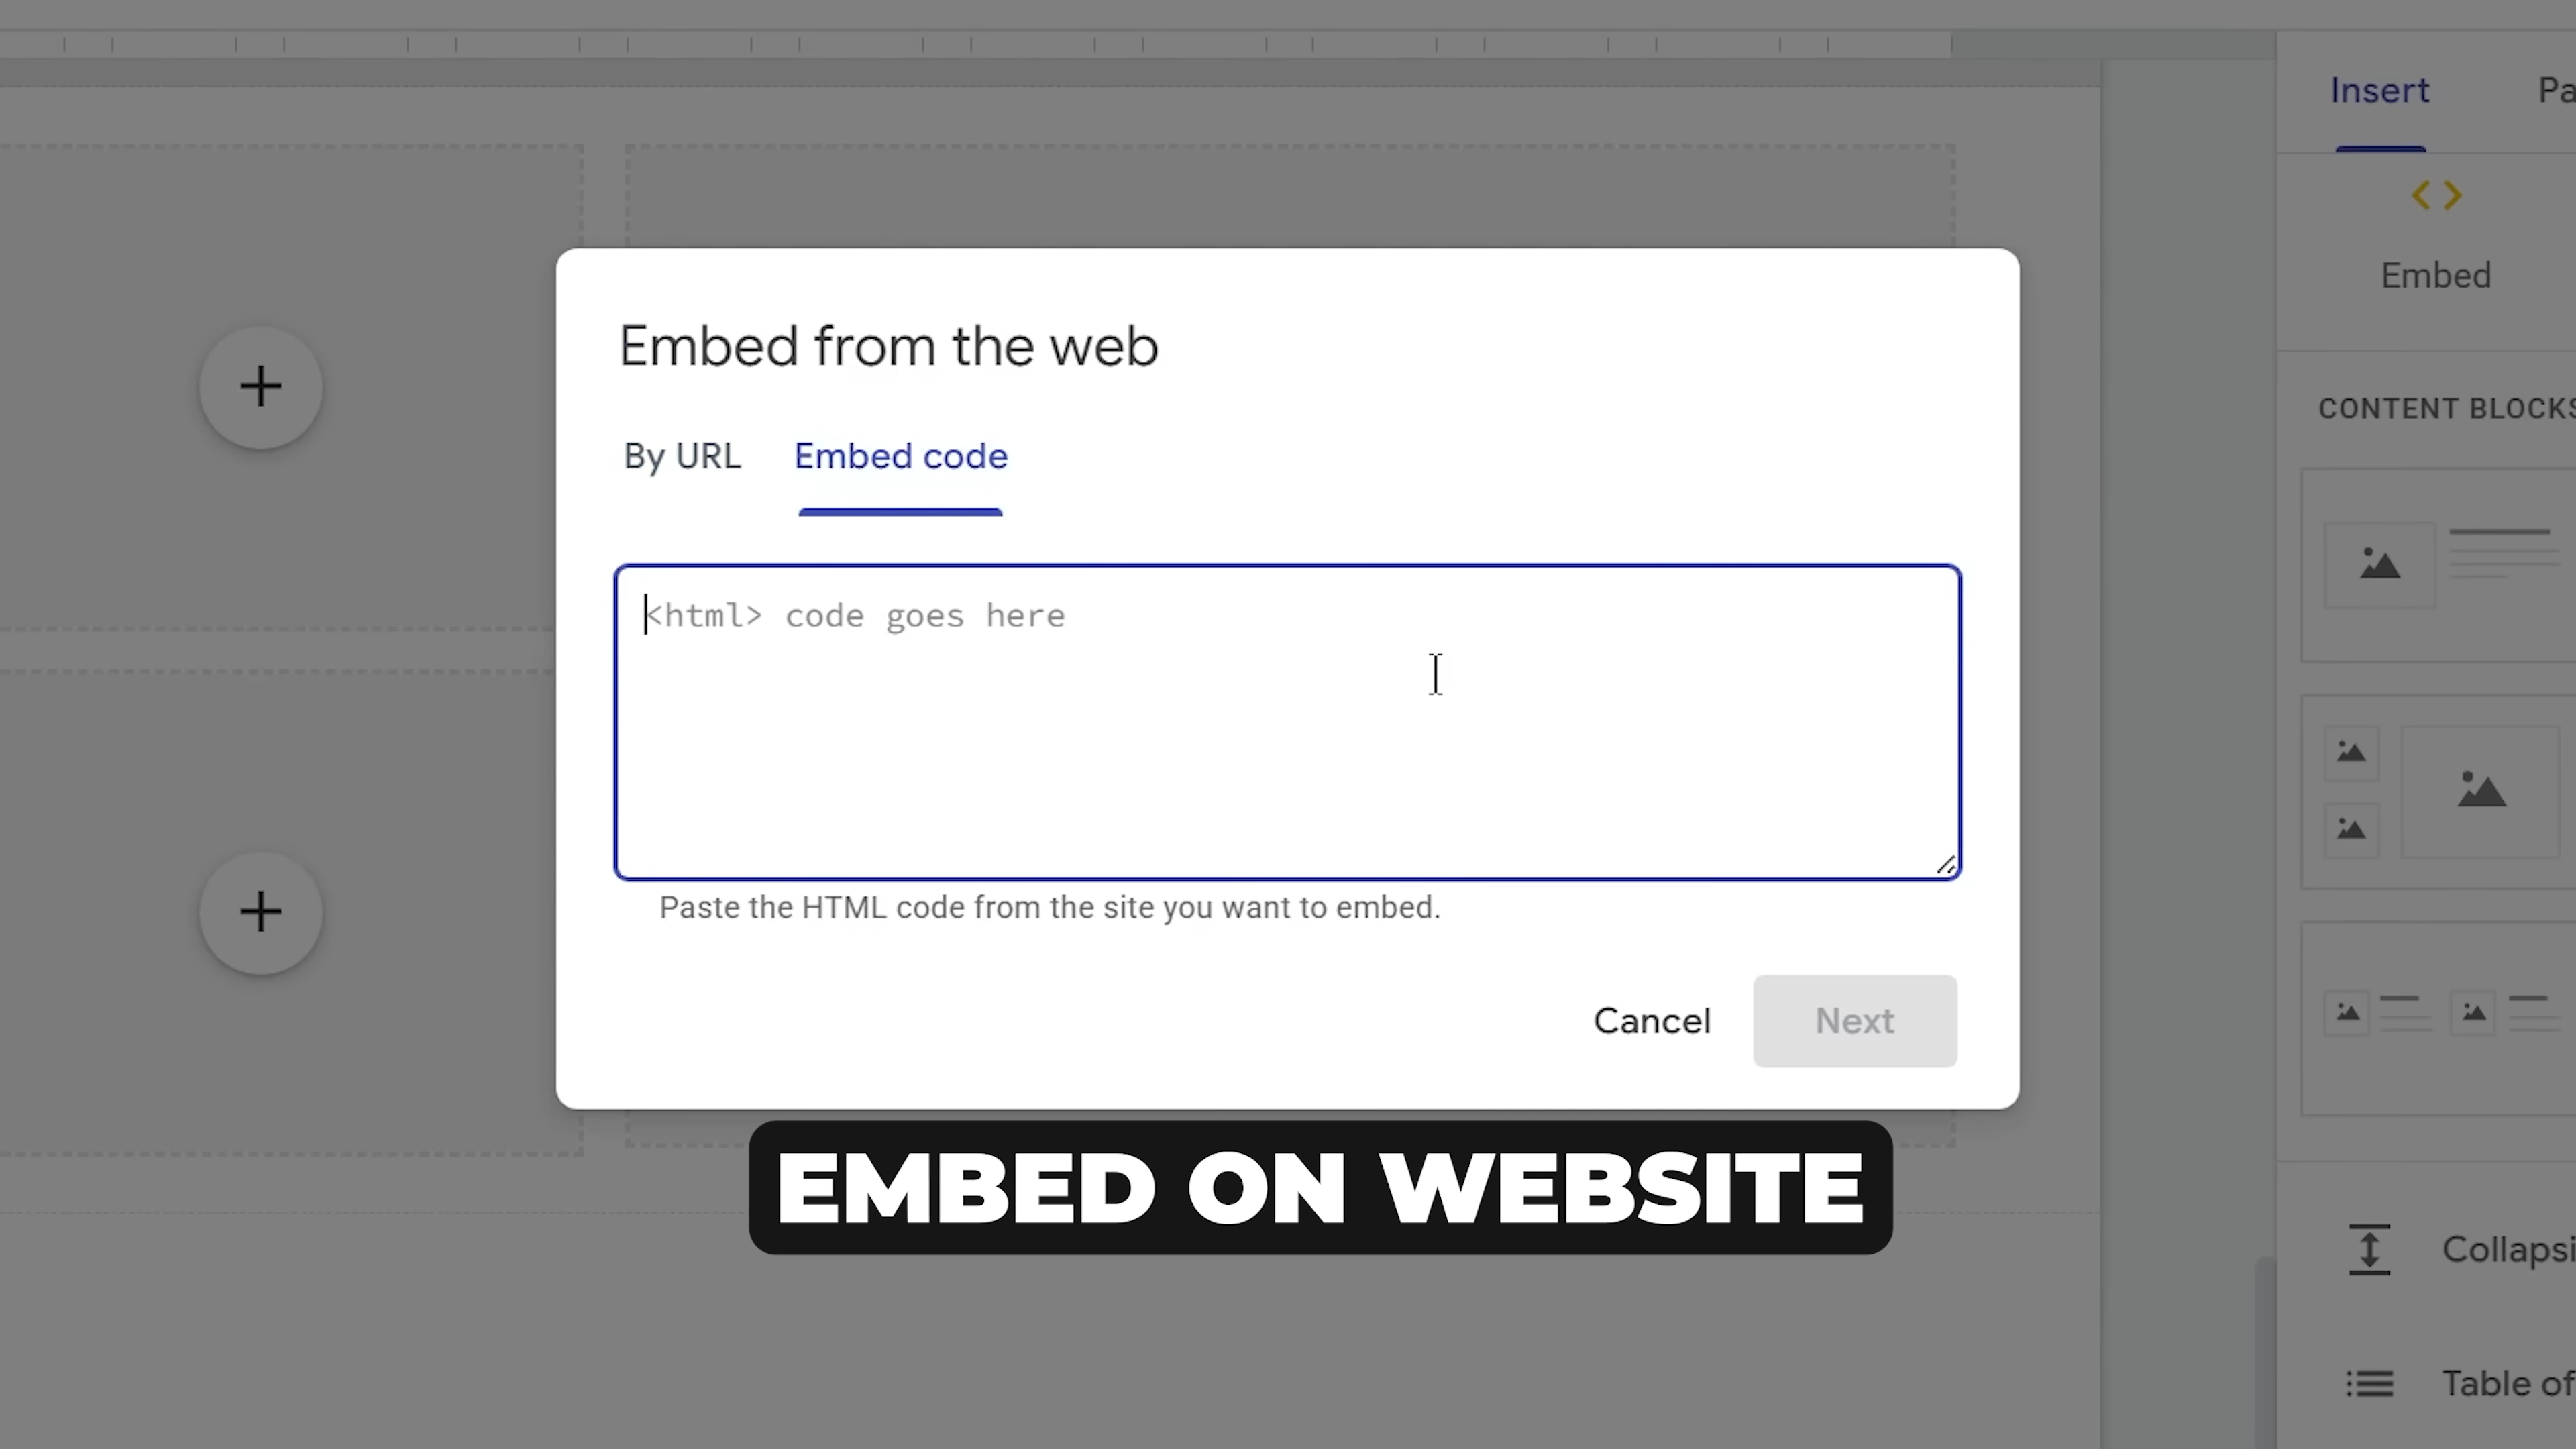 Insert
Embed
CONTENT BLOCKS
Embed from the web
By URL Embed code
<html> code goes here
Paste the HTML code from the site you want to embed.
Cancel Next
EMBED ON WEBSITE
Collapsi
Table of